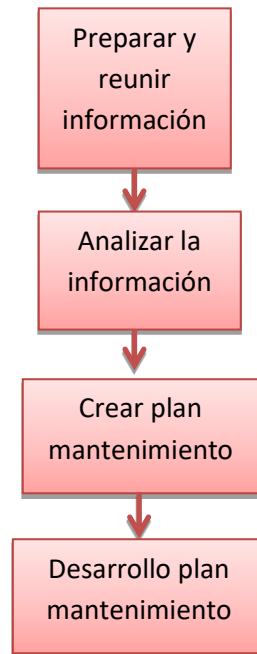 Preparar y
reunir
información
Analizar la
información
Crear plan
mantenimiento
Desarrollo plan
mantenimiento